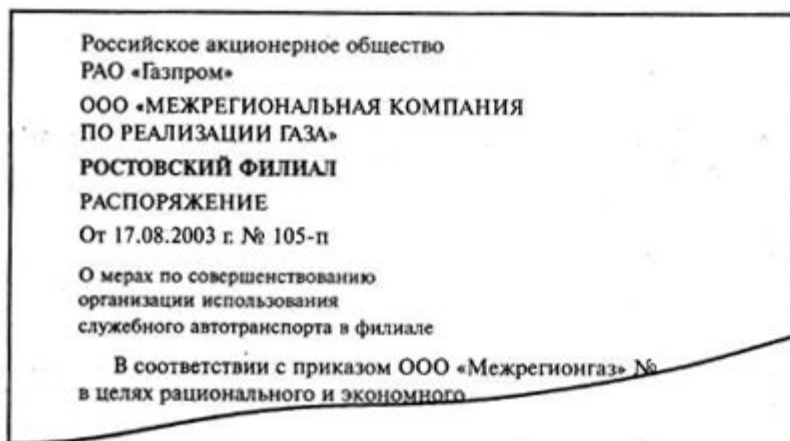 Российское акционерное общество
РАО «Газпром»
ООО «МЕЖРЕГИОНАЛЬНАЯ КОМПАНИЯ
ПО РЕАЛИЗАЦИИ ГАЗА»
РОСТОВСКИЙ ФИЛИАЛ
РАСПОРЯЖЕНИЕ
От 17.08.2003 г. № 105-п
О мерах по совершенствованию
организации использования
служебного автотранспорта в филиале
В соответствии с приказом ООО «Межрегионгаз» №
в целях рационального и экономного